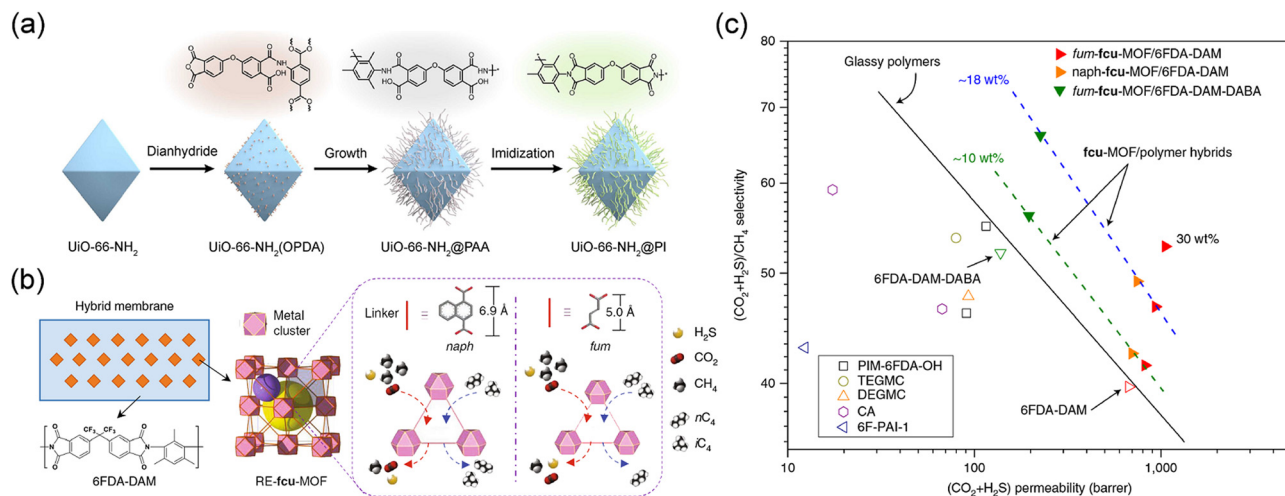 (a)
O
NH
OH
Dianhydride
Growth
Imidization
UiO-66-NH₂
UiO-66-NH₂(OPDA)
UiO-66-NH₂@PAA
UiO-66-NH₂@PI
(b)
Hybrid membrane
Metal
cluster
CF₃ CF₃
6FDA-DAM
RE-fcu-MOF
Linker
6.9 Å
naph
5.0 Å
fum
H₂S
CO₂
CH₄
nC₄
iC₄
(c)
(CO₂+H₂S)/CH₄ selectivity
80
70
60
50
40
Glassy polymers
fum-fcu-MOF/6FDA-DAM
naph-fcu-MOF/6FDA-DAM
fum-fcu-MOF/6FDA-DAM-DABA
~18 wt%
fcu-MOF/polymer hybrids
~10 wt%
30 wt%
6FDA-DAM-DABA
6FDA-DAM
PIM-6FDA-OH
TEGMC
DEGMC
CA
6F-PAI-1
10 100 1,000
(CO₂+H₂S) permeability (barrer)